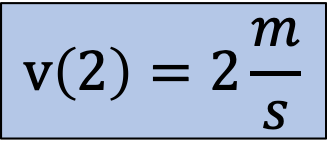 v(2) = 2 m/s